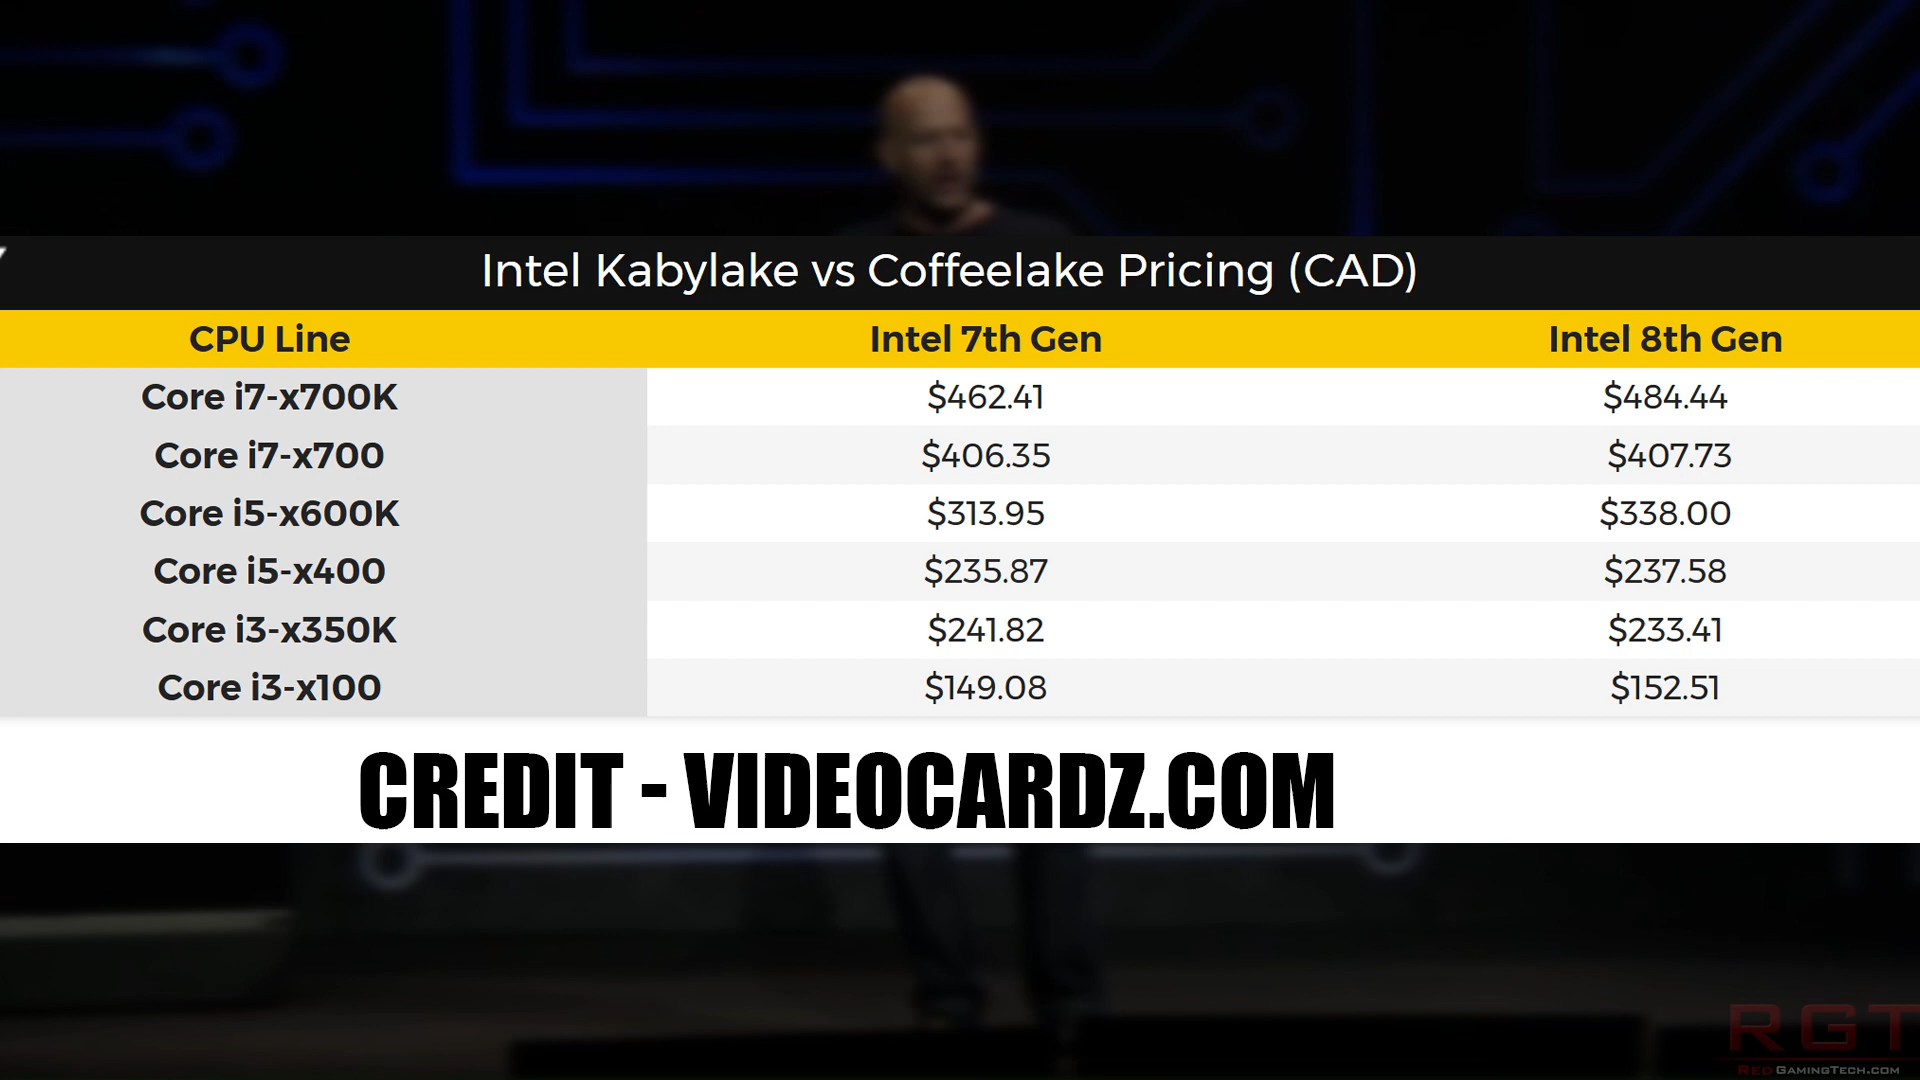 Intel Kabylake vs Coffeelake Pricing (CAD)
CPU Line Intel 7th Gen Intel 8th Gen
Core i7-x700K $462.41 $484.44
Core i7-x700 $406.35 $407.73
Core i5-x600K $313.95 $338.00
Core i5-x400 $235.87 $237.58
Core i3-x350K $241.82 $233.41
Core i3-x100 $149.08 $152.51
CREDIT - VIDEOCARDZ.COM
RGT
REDGAMINGTECH.COM